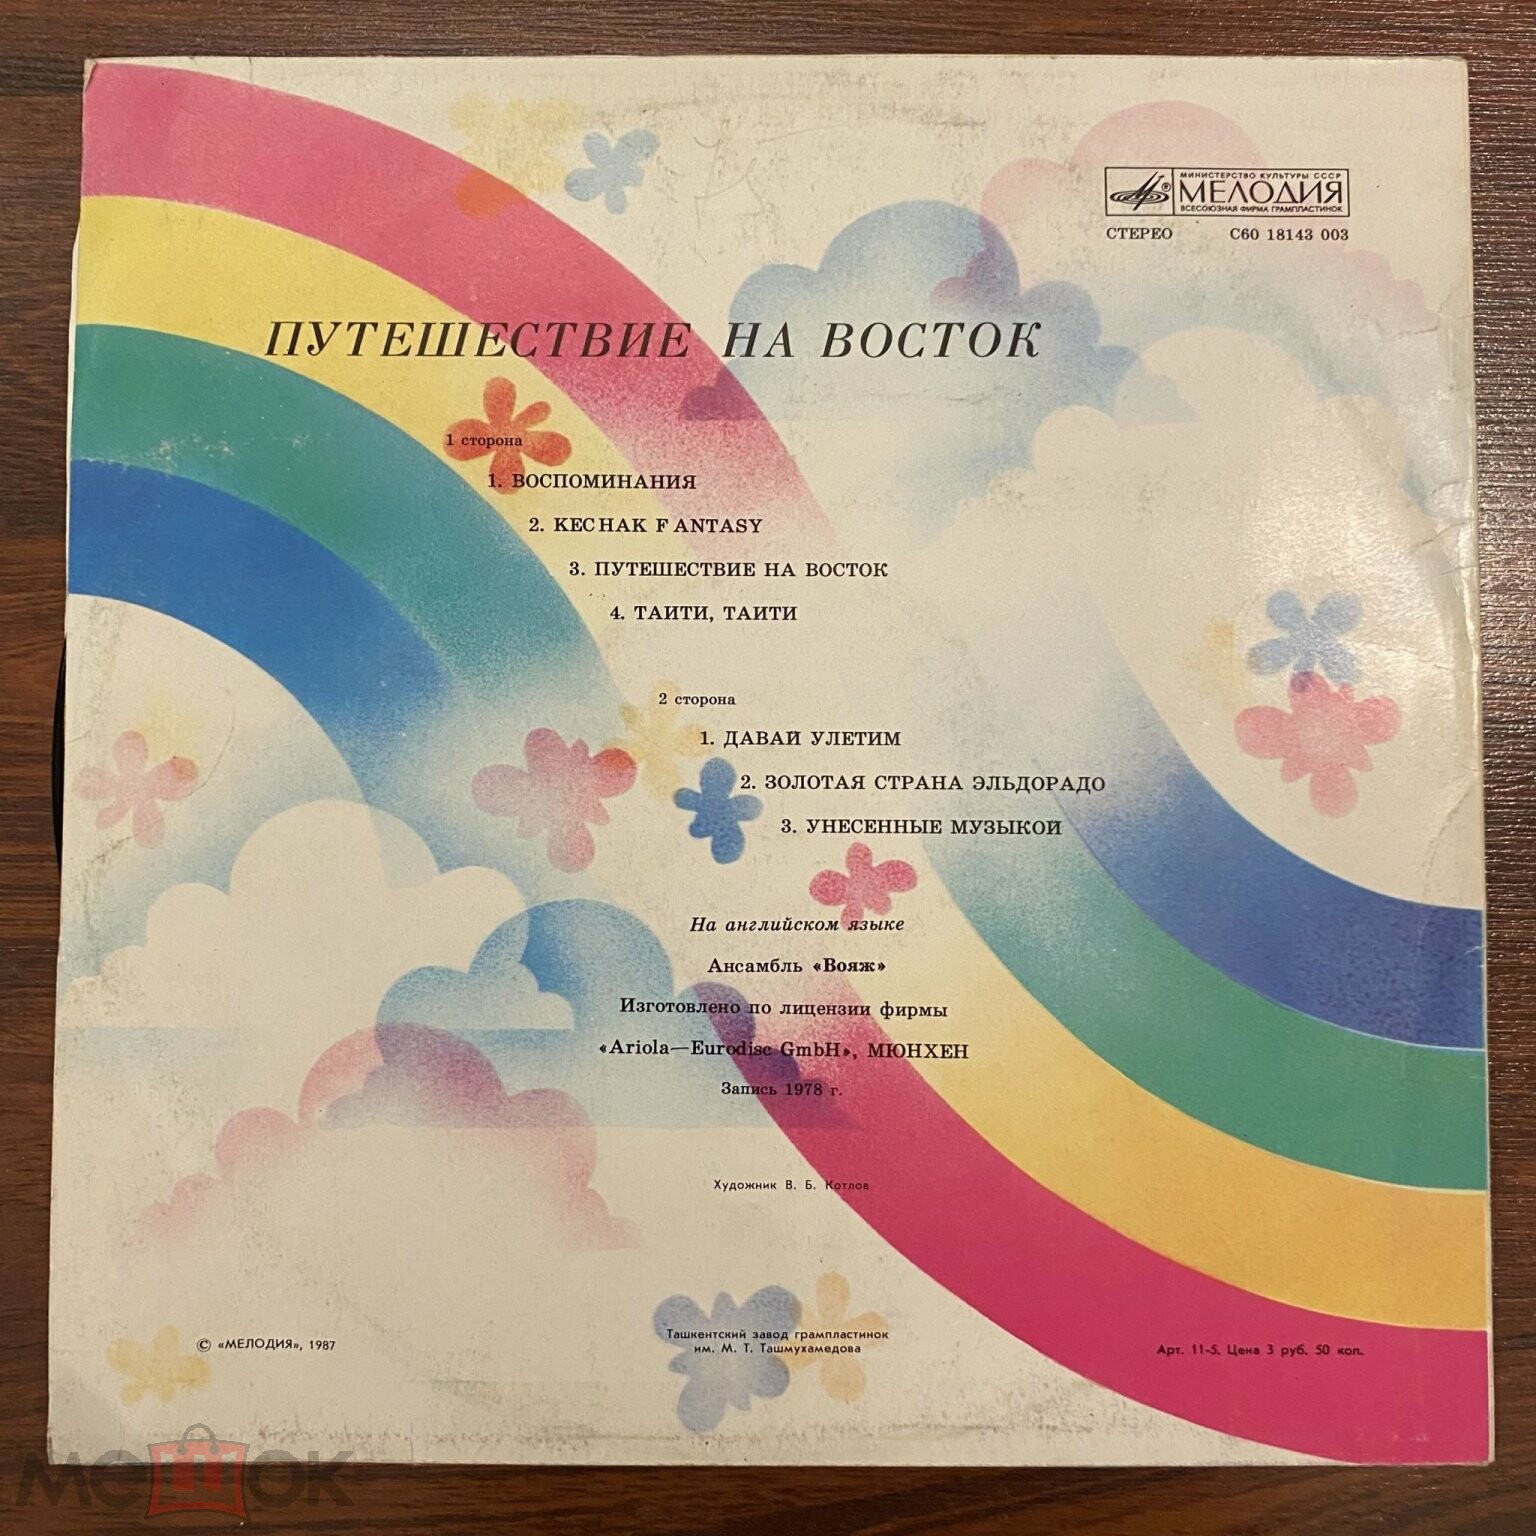 МИНИСТЕРСТВО КУЛЬТУРЫ СССР
МЕЛОДИЯ
ВСЕСОЮЗНАЯ ФИРМА ГРАМПЛАСТИНОК
СТЕРЕО С60 18143 003
ПУТЕШЕСТВИЕ НА ВОСТОК
1 сторона
1. ВОСПОМИНАНИЯ
2. KECHAK FANTASY
3. ПУТЕШЕСТВИЕ НА ВОСТОК
4. ТАИТИ, ТАИТИ
2 сторона
1. ДАВАЙ УЛЕТИМ
2. ЗОЛОТАЯ СТРАНА ЭЛЬДОРАДО
3. УНЕСЕННЫЕ МУЗЫКОЙ
На английском языке
Ансамбль «Вояж»
Изготовлено по лицензии фирмы
«Ariola—Eurodisc GmbH», МЮНХЕН
Запись 1978 г.
Художник В. Б. Котлов
© «МЕЛОДИЯ», 1987
Ташкентский завод грампластинок
им. М. Т. Ташмухамедова
Арт. 11-5. Цена 3 руб. 50 коп.
мешок